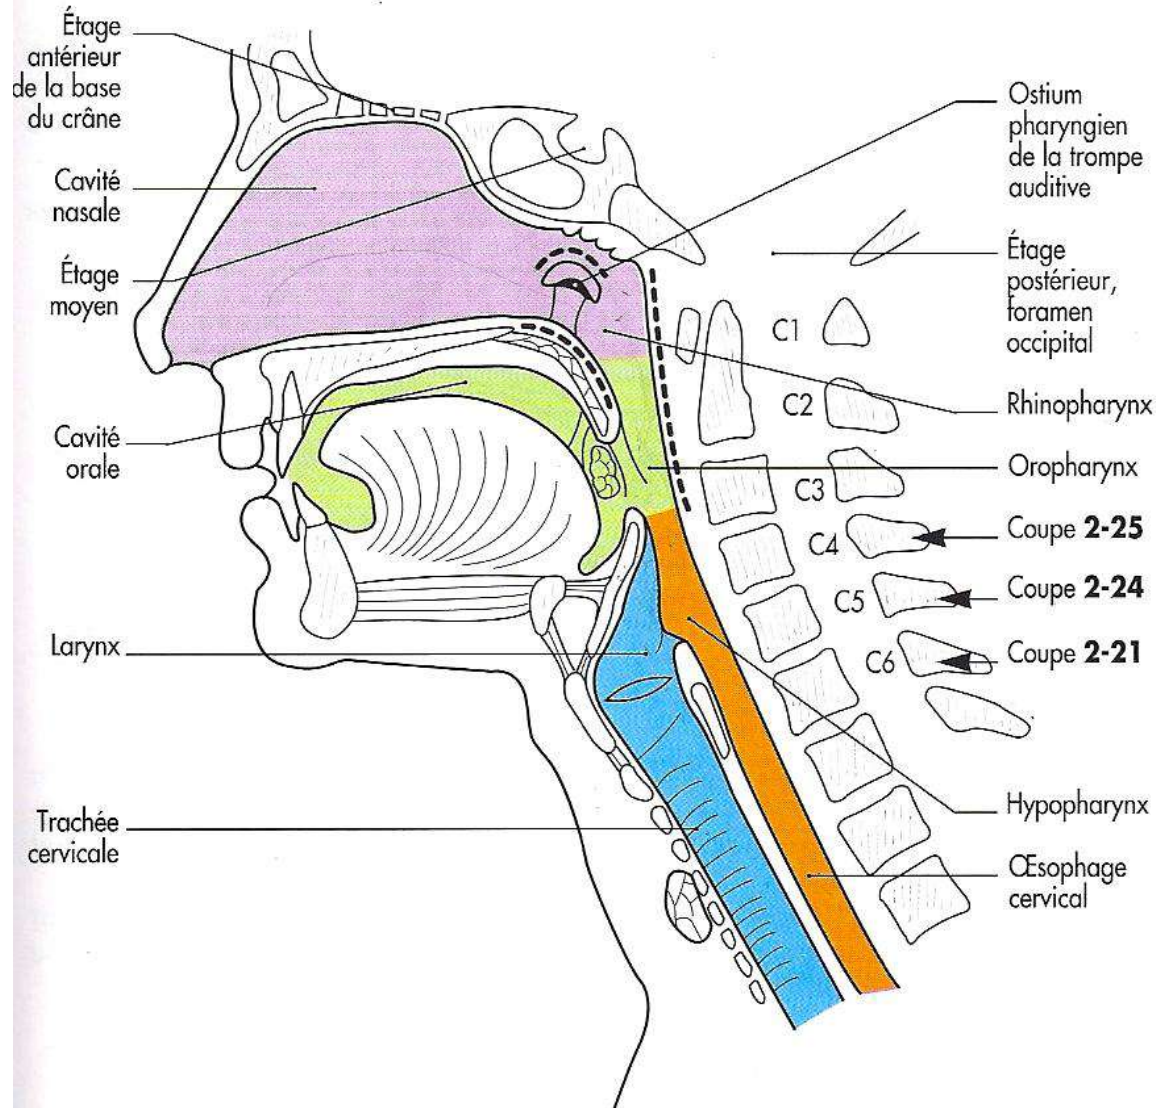 Étage
antérieur
de la base
du crâne
Cavité
nasale
Étage
moyen
Cavité
orale
Larynx
Trachée
cervicale
Ostium
pharyngien
de la trompe
auditive
Étage
postérieur,
foramen
occipital
Rhinopharynx
Oropharynx
Coupe 2-25
Coupe 2-24
Coupe 2-21
Hypopharynx
Œsophage
cervical
C1
C2
C3
C4
C5
C6